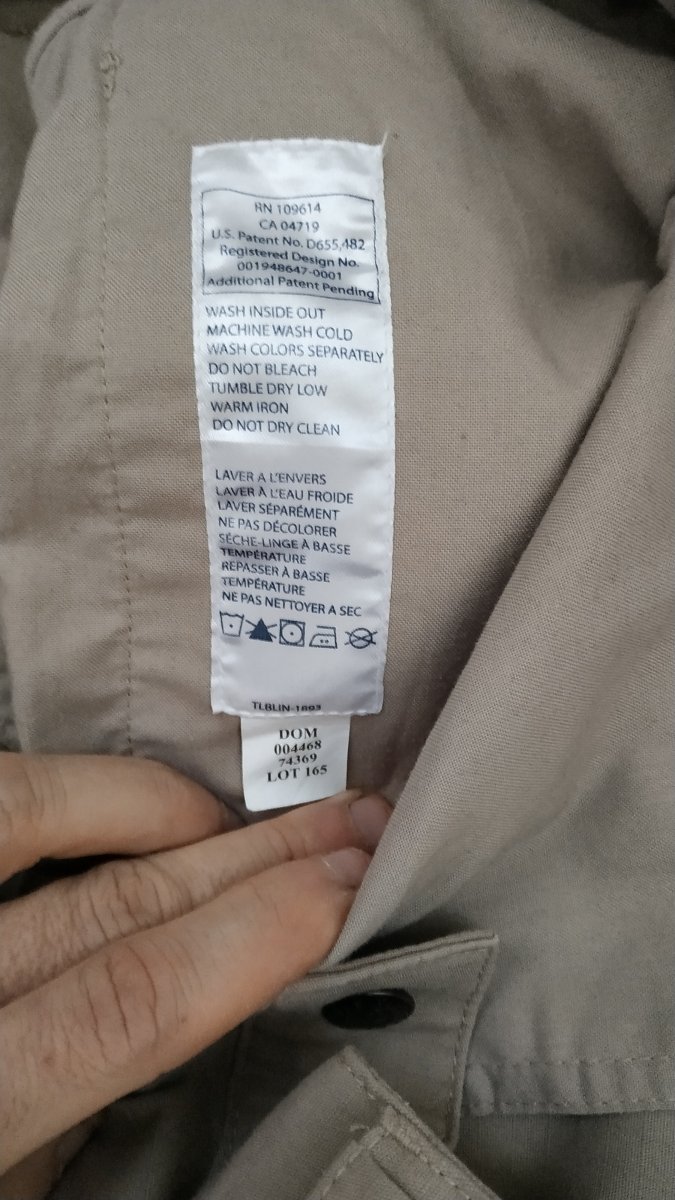 RN 109614
CA 04719
U.S. Patent No. D655,482
Registered Design No.
001948647-0001
Additional Patent Pending
WASH INSIDE OUT
MACHINE WASH COLD
WASH COLORS SEPARATELY
DO NOT BLEACH
TUMBLE DRY LOW
WARM IRON
DO NOT DRY CLEAN
LAVER A L'ENVERS
LAVER À L'EAU FROIDE
LAVER SÉPARÉMENT
NE PAS DÉCOLORER
SÈCHE-LINGE À BASSE
TEMPÉRATURE
REPASSER À BASSE
TEMPÉRATURE
NE PAS NETTOYER A SEC
TLBLIN-1893
DOM
004468
74369
LOT 165